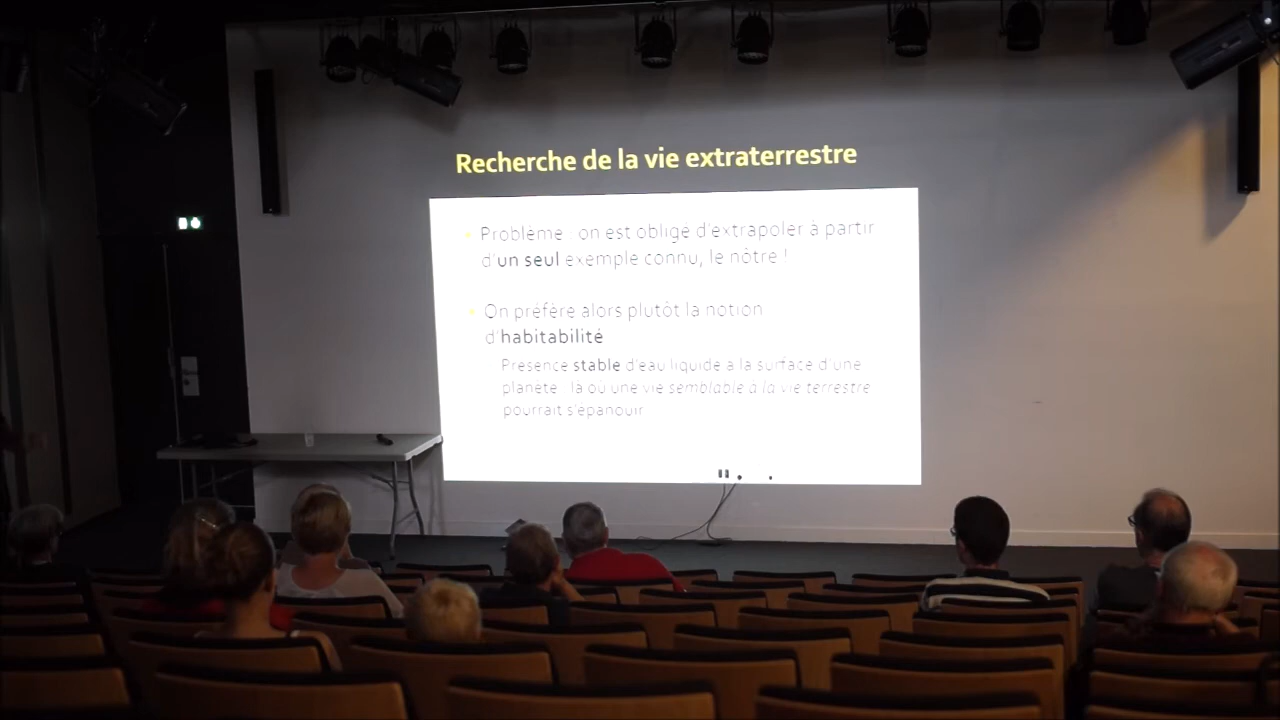 Recherche de la vie extraterrestre
Problème : on est obligé d'extrapoler à partir
d'un seul exemple connu, le nôtre !
On préfère alors plutôt la notion
d'habitabilité
Présence stable d'eau liquide à la surface d'une
planète : là où une vie semblable à la vie terrestre
pourrait s'épanouir